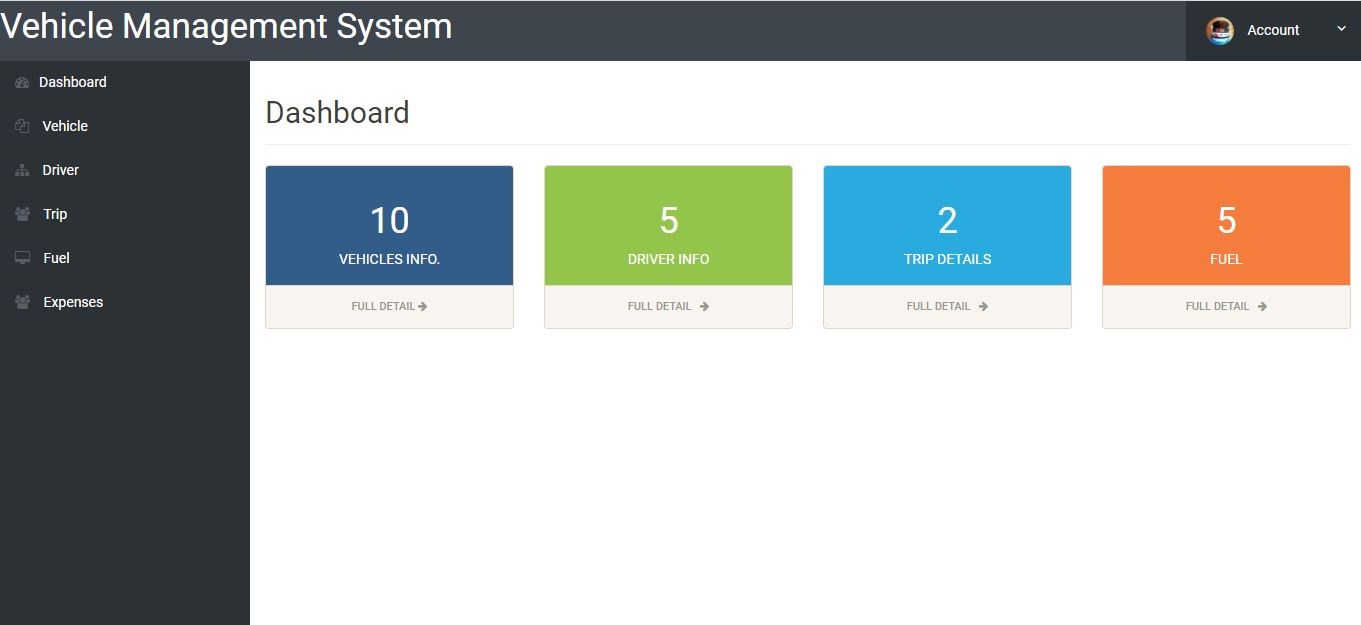 Vehicle Management System
Account
Dashboard
Vehicle
Driver
Trip
Fuel
Expenses
Dashboard
10
VEHICLES INFO.
FULL DETAIL
5
DRIVER INFO
FULL DETAIL
2
TRIP DETAILS
FULL DETAIL
5
FUEL
FULL DETAIL